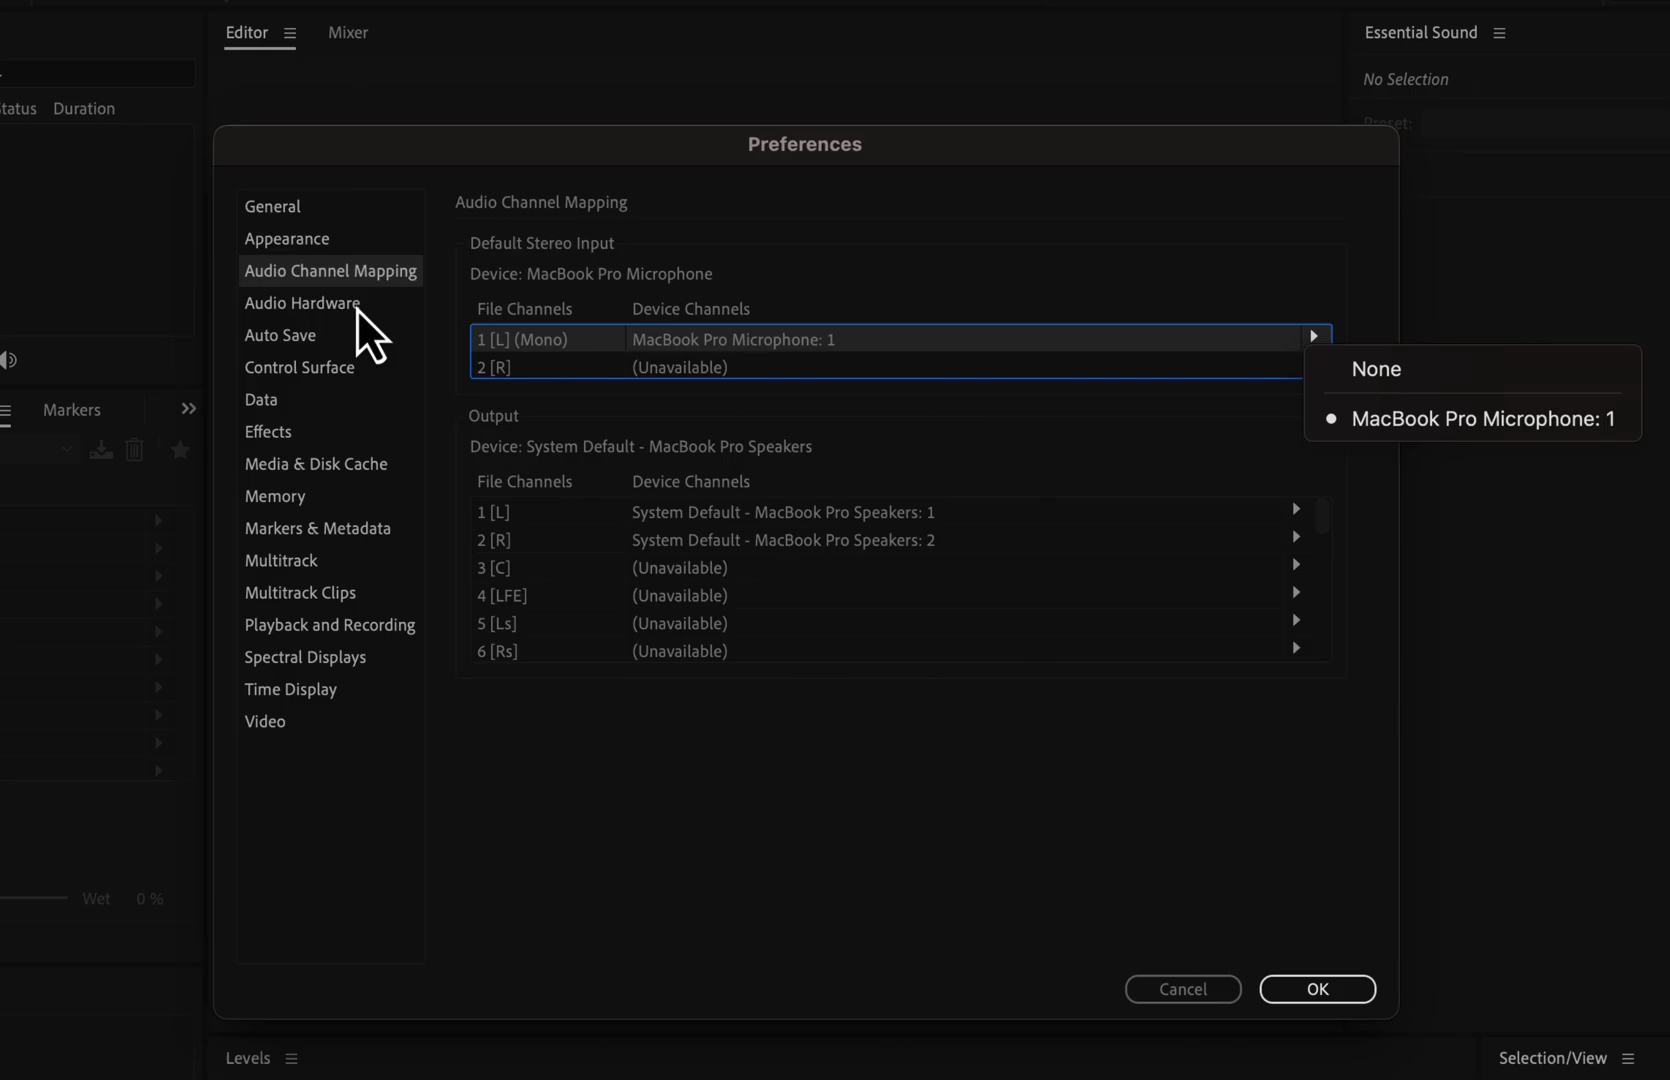 Editor
Mixer
Essential Sound
No Selection
Preset:
Status Duration
Preferences
General
Appearance
Audio Channel Mapping
Audio Hardware
Auto Save
Control Surface
Data
Effects
Media & Disk Cache
Memory
Markers & Metadata
Multitrack
Multitrack Clips
Playback and Recording
Spectral Displays
Time Display
Video
Audio Channel Mapping
Default Stereo Input
Device: MacBook Pro Microphone
File Channels Device Channels
1 [L] (Mono) MacBook Pro Microphone: 1
2 [R] (Unavailable)
None
MacBook Pro Microphone: 1
Output
Device: System Default - MacBook Pro Speakers
File Channels Device Channels
1 [L] System Default - MacBook Pro Speakers: 1
2 [R] System Default - MacBook Pro Speakers: 2
3 [C] (Unavailable)
4 [LFE] (Unavailable)
5 [Ls] (Unavailable)
6 [Rs] (Unavailable)
Cancel
OK
Markers
Wet 0 %
Levels
Selection/View